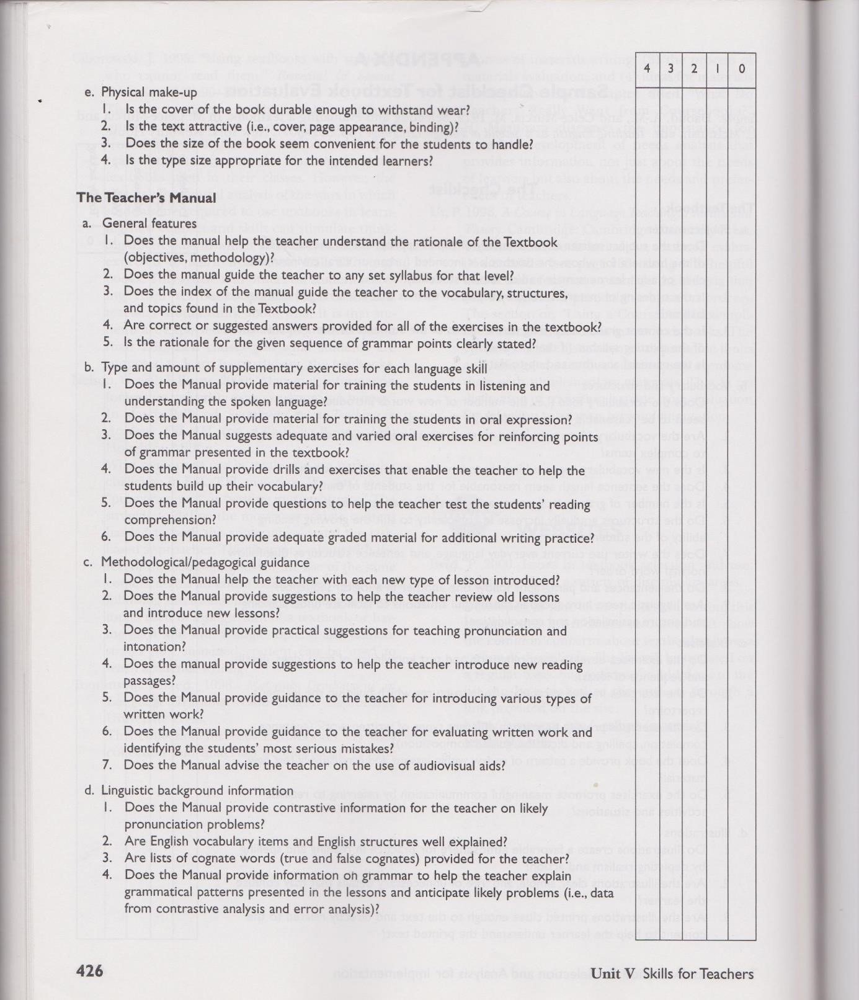 4 3 2 1 0
e. Physical make-up
1. Is the cover of the book durable enough to withstand wear?
2. Is the text attractive (i.e., cover, page appearance, binding)?
3. Does the size of the book seem convenient for the students to handle?
4. Is the type size appropriate for the intended learners?
The Teacher's Manual
a. General features
1. Does the manual help the teacher understand the rationale of the Textbook
(objectives, methodology)?
2. Does the manual guide the teacher to any set syllabus for that level?
3. Does the index of the manual guide the teacher to the vocabulary, structures,
and topics found in the Textbook?
4. Are correct or suggested answers provided for all of the exercises in the textbook?
5. Is the rationale for the given sequence of grammar points clearly stated?
b. Type and amount of supplementary exercises for each language skill
1. Does the Manual provide material for training the students in listening and
understanding the spoken language?
2. Does the Manual provide material for training the students in oral expression?
3. Does the Manual suggests adequate and varied oral exercises for reinforcing points
of grammar presented in the textbook?
4. Does the Manual provide drills and exercises that enable the teacher to help the
students build up their vocabulary?
5. Does the Manual provide questions to help the teacher test the students' reading
comprehension?
6. Does the Manual provide adequate graded material for additional writing practice?
c. Methodological/pedagogical guidance
1. Does the Manual help the teacher with each new type of lesson introduced?
2. Does the Manual provide suggestions to help the teacher review old lessons
and introduce new lessons?
3. Does the Manual provide practical suggestions for teaching pronunciation and
intonation?
4. Does the manual provide suggestions to help the teacher introduce new reading
passages?
5. Does the Manual provide guidance to the teacher for introducing various types of
written work?
6. Does the Manual provide guidance to the teacher for evaluating written work and
identifying the students' most serious mistakes?
7. Does the Manual advise the teacher on the use of audiovisual aids?
d. Linguistic background information
1. Does the Manual provide contrastive information for the teacher on likely
pronunciation problems?
2. Are English vocabulary items and English structures well explained?
3. Are lists of cognate words (true and false cognates) provided for the teacher?
4. Does the Manual provide information on grammar to help the teacher explain
grammatical patterns presented in the lessons and anticipate likely problems (i.e., data
from contrastive analysis and error analysis)?
426
Unit V Skills for Teachers